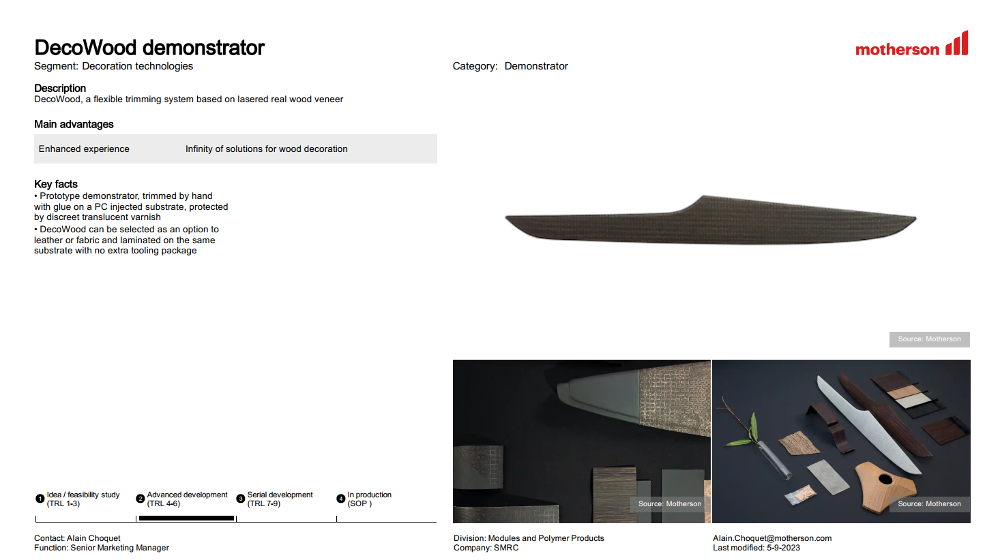 DecoWood demonstrator
motherson
Segment: Decoration technologies
Category: Demonstrator
Description
DecoWood, a flexible trimming system based on lasered real wood veneer
Main advantages
Enhanced experience
Infinity of solutions for wood decoration
Key facts
• Prototype demonstrator, trimmed by hand
with glue on a PC injected substrate, protected
by discreet translucent varnish
• DecoWood can be selected as an option to
leather or fabric and laminated on the same
substrate with no extra tooling package
Source: Motherson
Source: Motherson
Source: Motherson
1 Idea / feasibility study
(TRL 1-3)
2 Advanced development
(TRL 4-6)
3 Serial development
(TRL 7-9)
4 In production
(SOP )
Contact: Alain Choquet
Function: Senior Marketing Manager
Division: Modules and Polymer Products
Company: SMRC
Alain.Choquet@motherson.com
Last modified: 5-9-2023